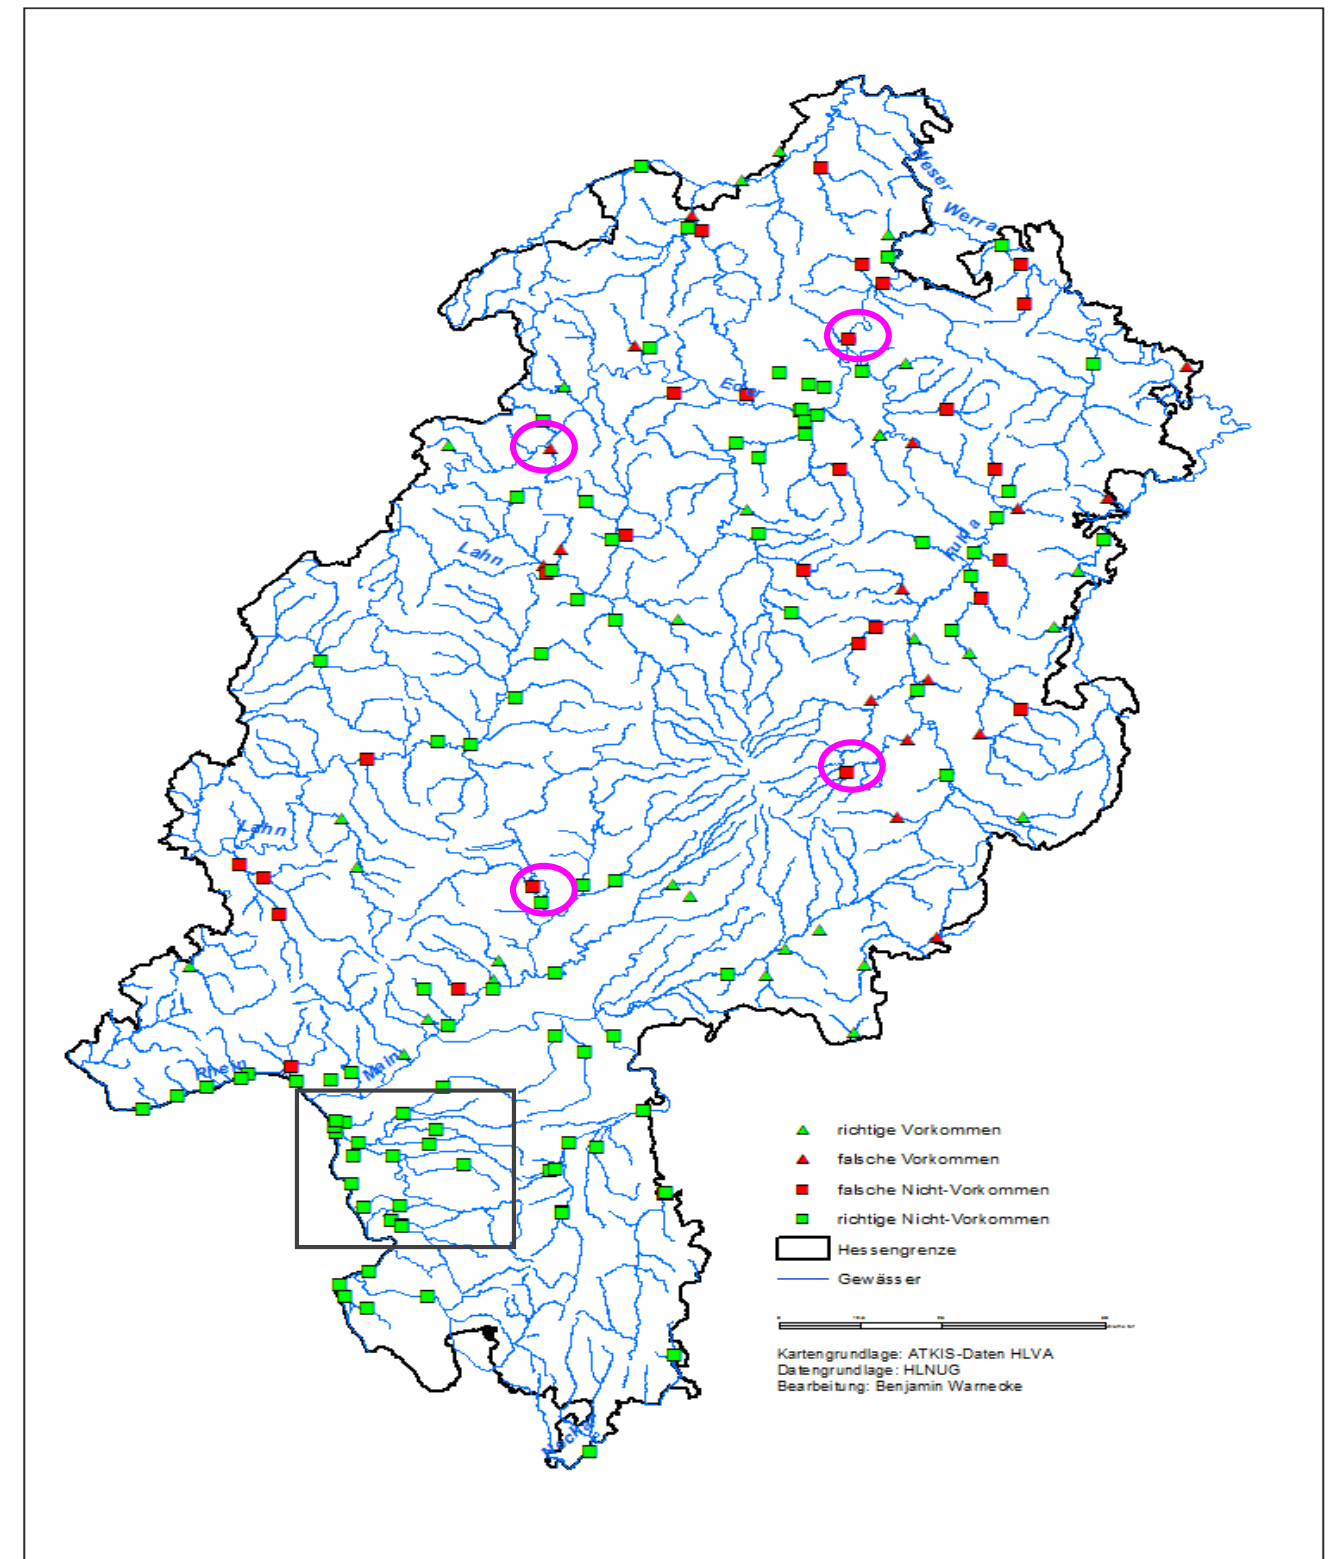 Weser
Werra
Eder
Lahn
Fulda
Lahn
Rhein
Main
richtige Vorkommen
falsche Vorkommen
falsche Nicht-Vorkommen
richtige Nicht-Vorkommen
Hessengrenze
Gewässer
Kartengrundlage: ATKIS-Daten HLVA
Datengrundlage: HLNUG
Bearbeitung: Benjamin Warnecke
Neckar